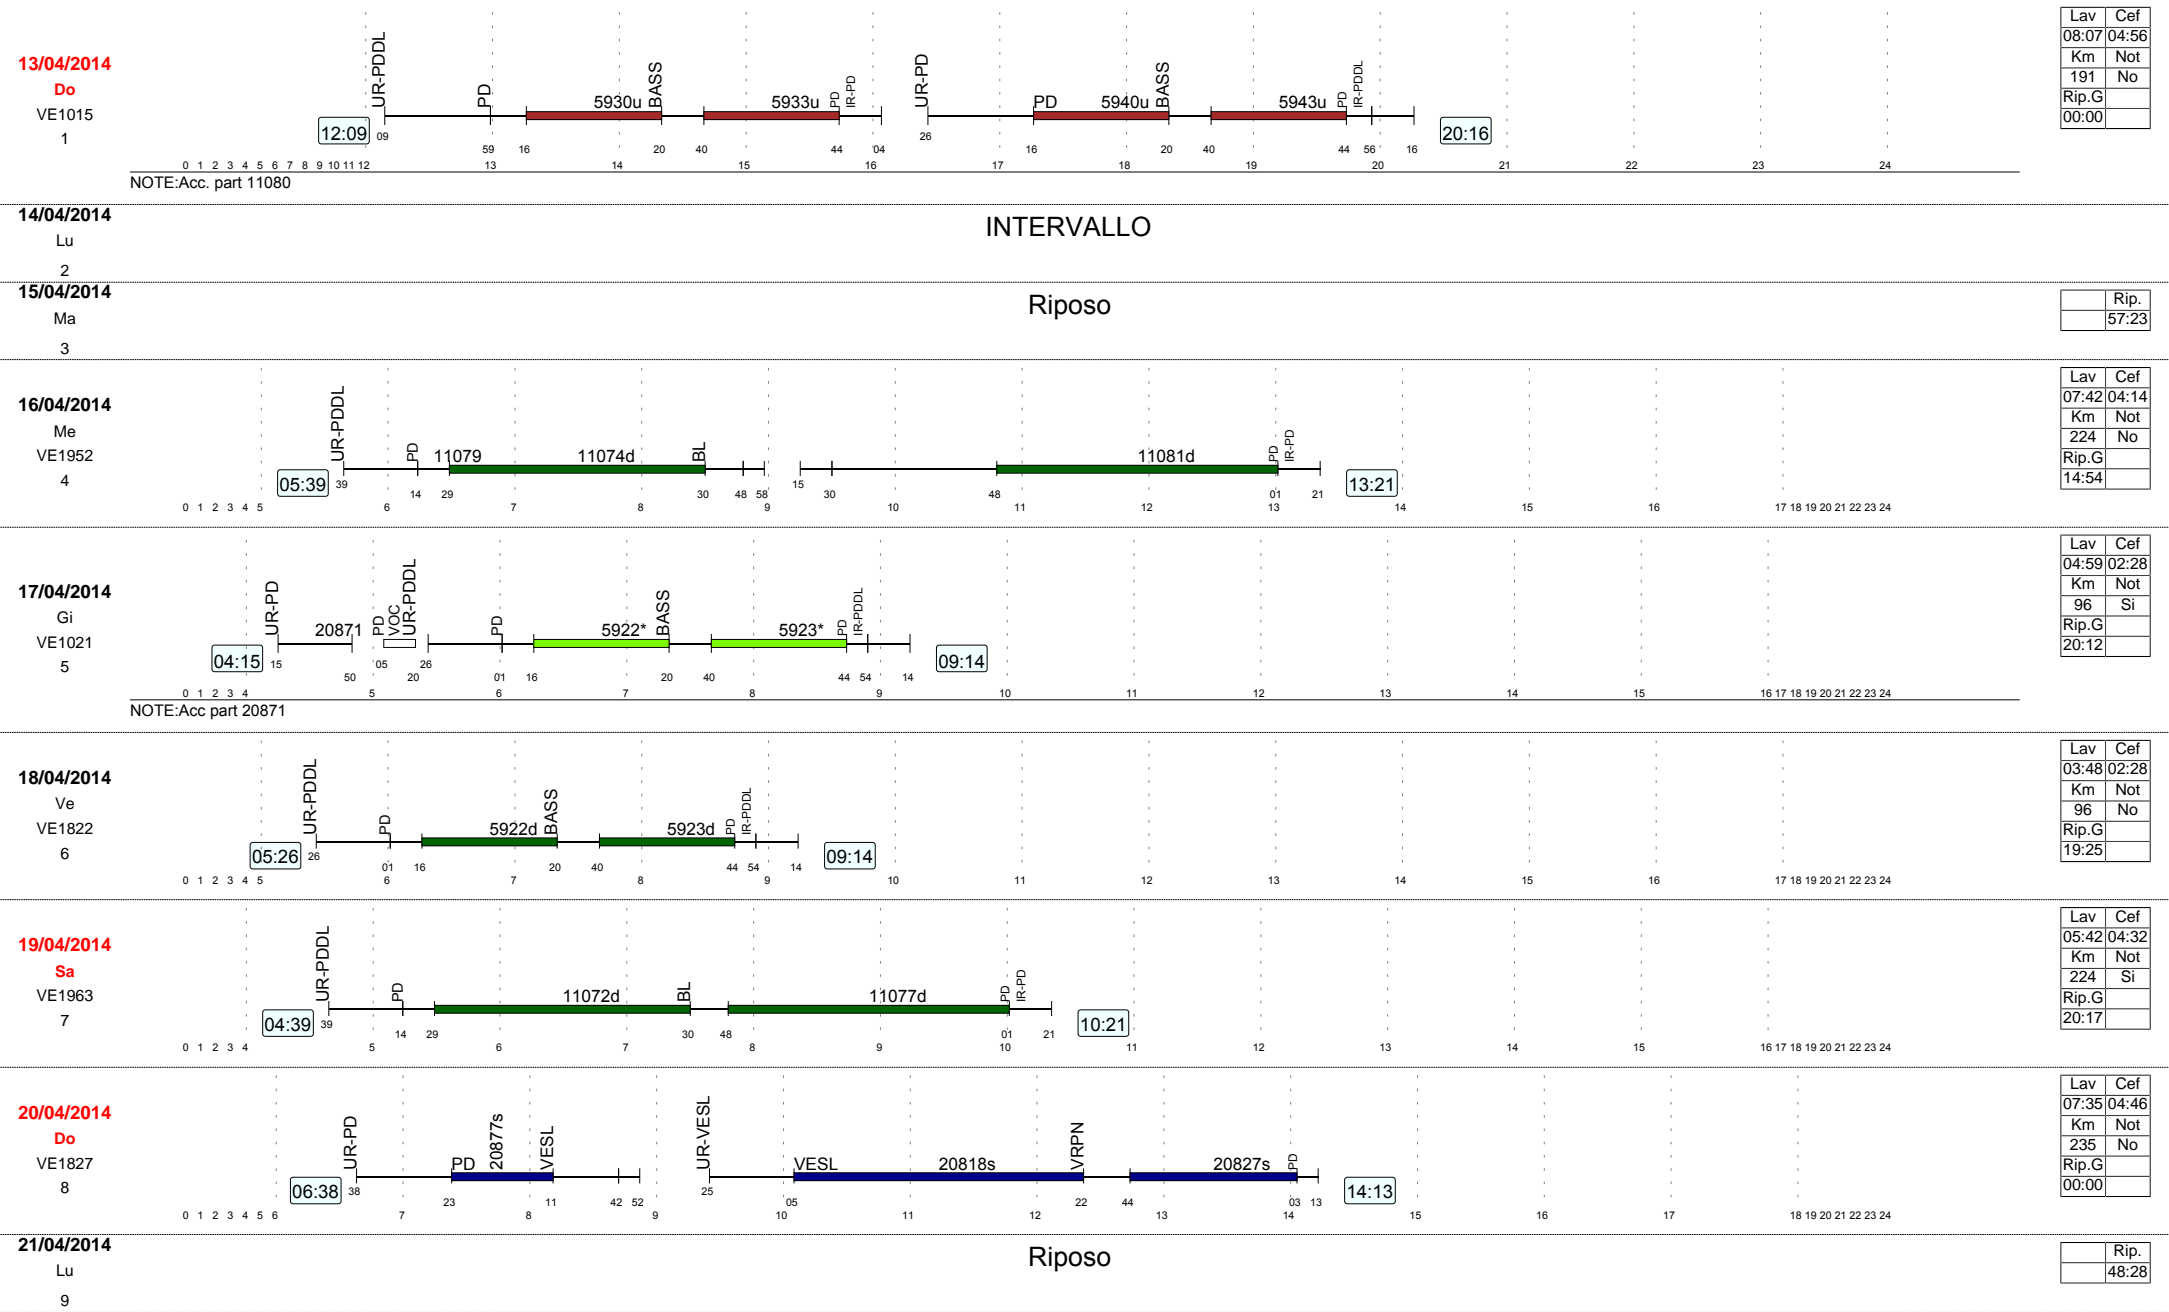 13/04/2014
Do
VE1015
1
UR-PDDL PD 5930u BASS 5933u PD IR-PD UR-PD PD 5940u BASS 5943u PD IR-PDDL
12:09 09 59 16 20 40 44 04 26 16 20 40 44 56 16 20:16
0 1 2 3 4 5 6 7 8 9 10 11 12 13 14 15 16 17 18 19 20 21 22 23 24
NOTE:Acc. part 11080
Lav Cef
08:07 04:56
Km Not
191 No
Rip.G
00:00
14/04/2014
Lu
2
INTERVALLO
15/04/2014
Ma
3
Riposo
Rip.
57:23
16/04/2014
Me
VE1952
4
UR-PDDL PD 11079 11074d BL 11081d PD IR-PD
05:39 39 14 29 30 48 58 15 30 48 01 21 13:21
0 1 2 3 4 5 6 7 8 9 10 11 12 13 14 15 16 17 18 19 20 21 22 23 24
Lav Cef
07:42 04:14
Km Not
224 No
Rip.G
14:54
17/04/2014
Gi
VE1021
5
UR-PD 20871 PD VOC UR-PDDL PD 5922* BASS 5923* PD IR-PDDL
04:15 15 50 05 20 26 01 16 20 40 44 54 14 09:14
0 1 2 3 4 5 6 7 8 9 10 11 12 13 14 15 16 17 18 19 20 21 22 23 24
NOTE:Acc part 20871
Lav Cef
04:59 02:28
Km Not
96 Si
Rip.G
20:12
18/04/2014
Ve
VE1822
6
UR-PDDL PD 5922d BASS 5923d PD IR-PDDL
05:26 26 01 16 20 40 44 54 14 09:14
0 1 2 3 4 5 6 7 8 9 10 11 12 13 14 15 16 17 18 19 20 21 22 23 24
Lav Cef
03:48 02:28
Km Not
96 No
Rip.G
19:25
19/04/2014
Sa
VE1963
7
UR-PDDL PD 11072d BL 11077d PD IR-PD
04:39 39 14 29 30 48 01 21 10:21
0 1 2 3 4 5 6 7 8 9 10 11 12 13 14 15 16 17 18 19 20 21 22 23 24
Lav Cef
05:42 04:32
Km Not
224 Si
Rip.G
20:17
20/04/2014
Do
VE1827
8
UR-PD PD 20877s VESL UR-VESL VESL 20818s VRPN 20827s PD
06:38 38 23 11 42 52 25 05 22 44 03 13 14:13
0 1 2 3 4 5 6 7 8 9 10 11 12 13 14 15 16 17 18 19 20 21 22 23 24
Lav Cef
07:35 04:46
Km Not
235 No
Rip.G
00:00
21/04/2014
Lu
9
Riposo
Rip.
48:28